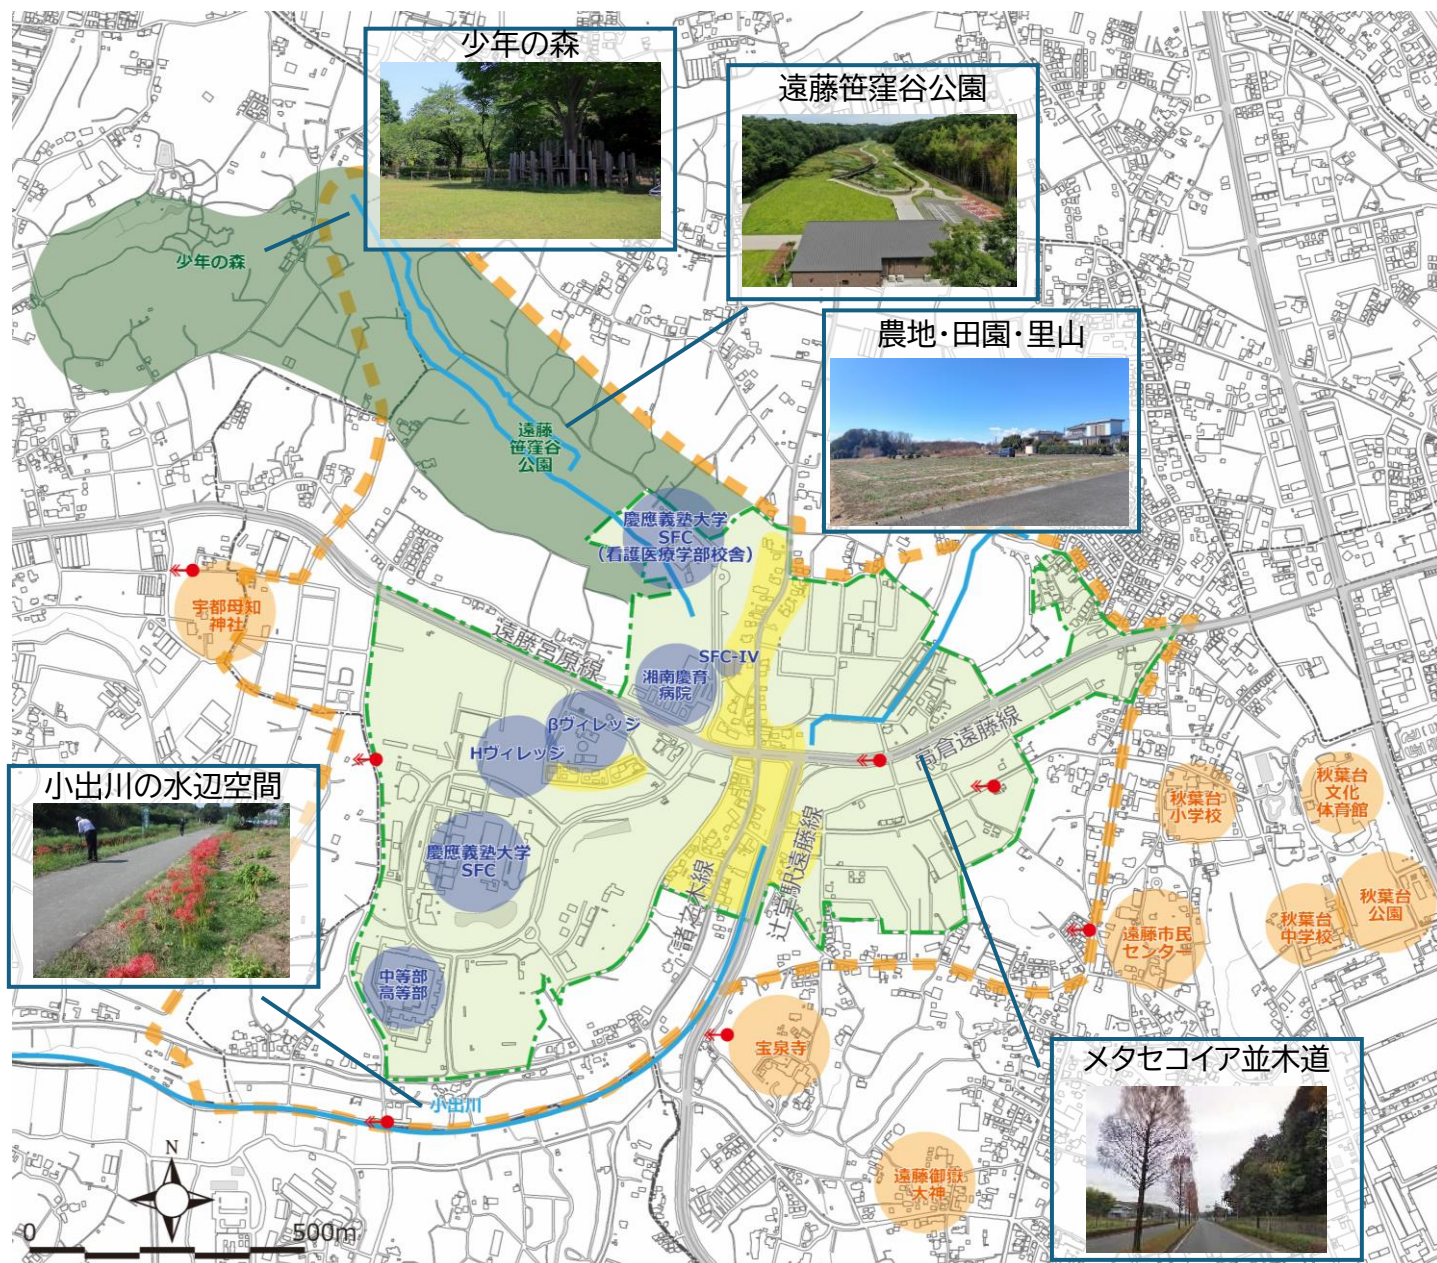 少年の森
遠藤笹窪谷公園
農地・田園・里山
少年の森
遠藤
笹窪谷
公園
慶應義塾大学
SFC
（看護医療学部校舎）
宇都母知
神社
遠藤宮原線
SFC-IV
湘南慶育
病院
βヴィレッジ
Hヴィレッジ
高倉遠藤線
小出川の水辺空間
秋葉台
小学校
秋葉台
文化
体育館
慶應義塾大学
SFC
諸之木線
辻堂駅遠藤線
秋葉台
公園
秋葉台
中学校
遠藤市民
センター
中等部
高等部
宝泉寺
小出川
メタセコイア並木道
遠藤御嶽
大神
N
0
500m